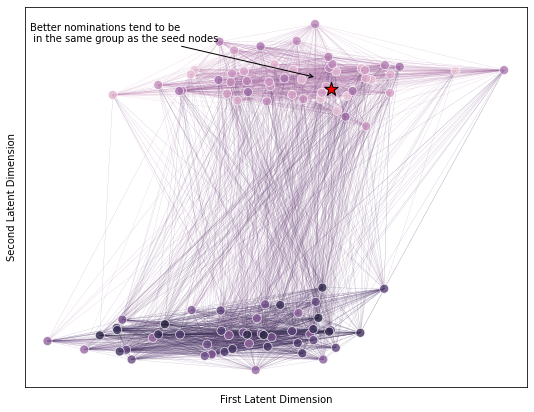 Better nominations tend to be
in the same group as the seed nodes
Second Latent Dimension
First Latent Dimension